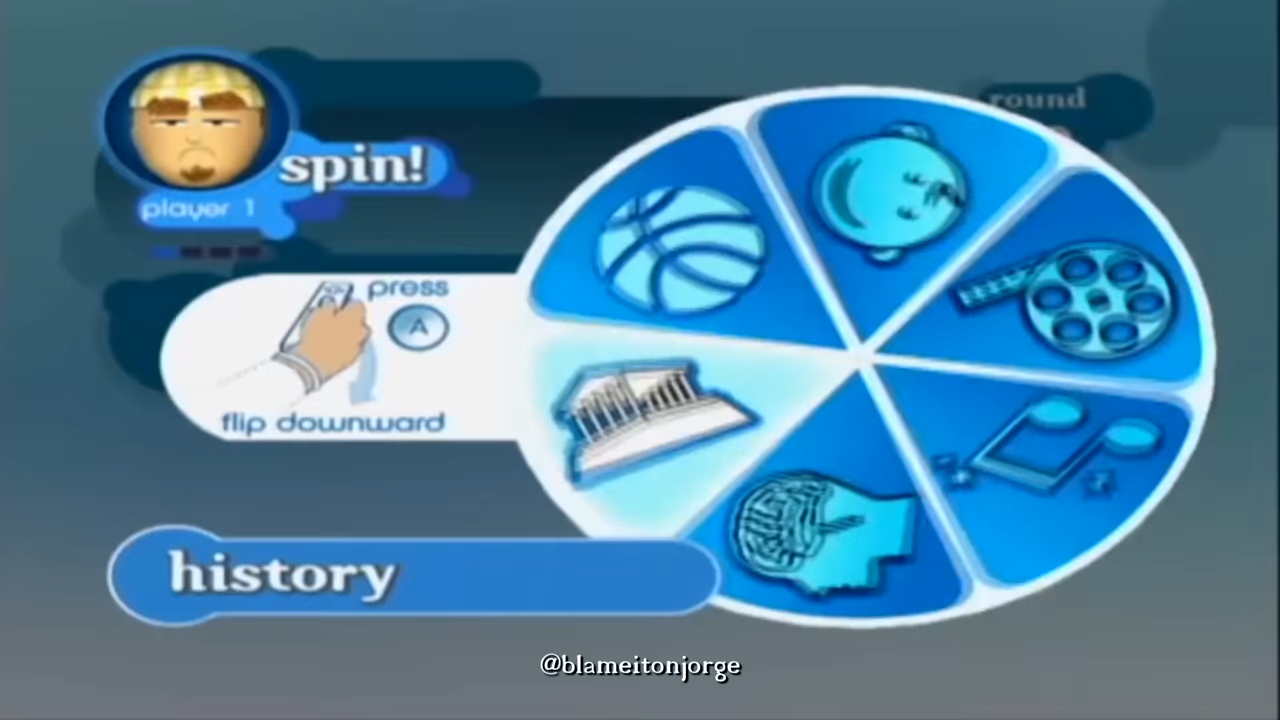 round
spin!
player 1
press
A
flip downward
history
@blameitonjorge